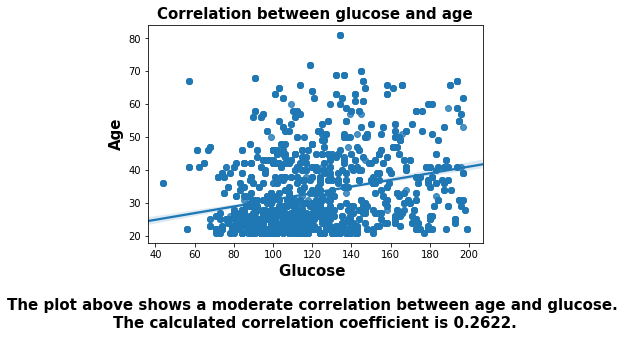 Correlation between glucose and age
80
70
60
50
40
30
20
Age
40 60 80 100 120 140 160 180 200
Glucose
The plot above shows a moderate correlation between age and glucose.
The calculated correlation coefficient is 0.2622.